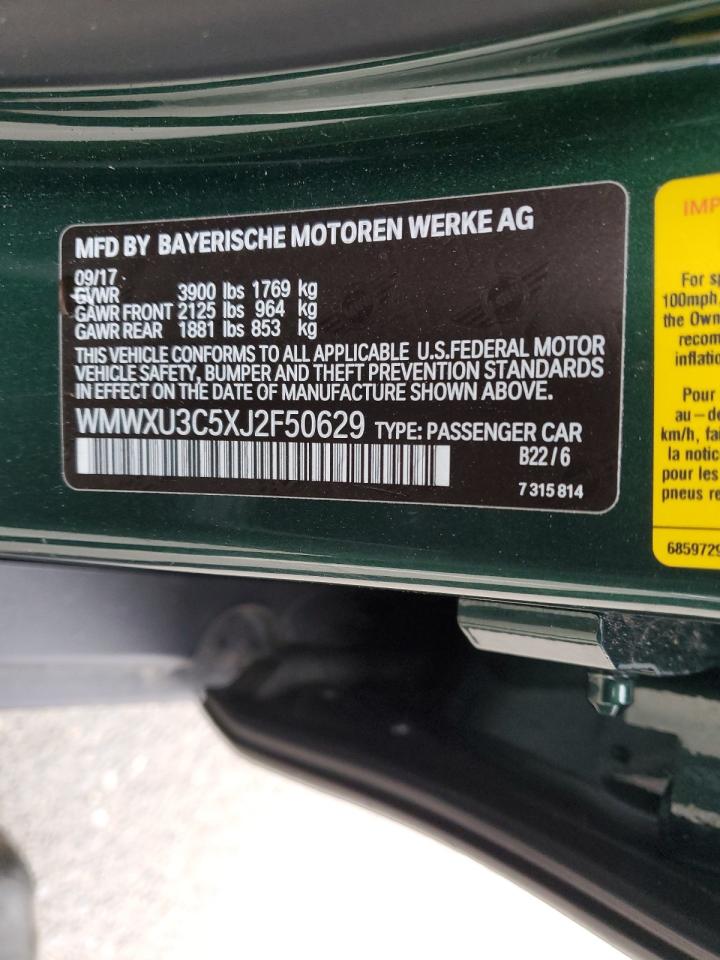 MFD BY BAYERISCHE MOTOREN WERKE AG
09/17
GVWR 3900 lbs 1769 kg
GAWR FRONT 2125 lbs 964 kg
GAWR REAR 1881 lbs 853 kg
THIS VEHICLE CONFORMS TO ALL APPLICABLE U.S.FEDERAL MOTOR
VEHICLE SAFETY, BUMPER AND THEFT PREVENTION STANDARDS
IN EFFECT ON THE DATE OF MANUFACTURE SHOWN ABOVE.
WMWXU3C5XJ2F50629 TYPE: PASSENGER CAR
B22/6
7 315 814
IMP
For sp
100mph,
the Own
recom
inflatio
Pour
au-de
km/h, fai
la notic
pour les
pneus re
6859729